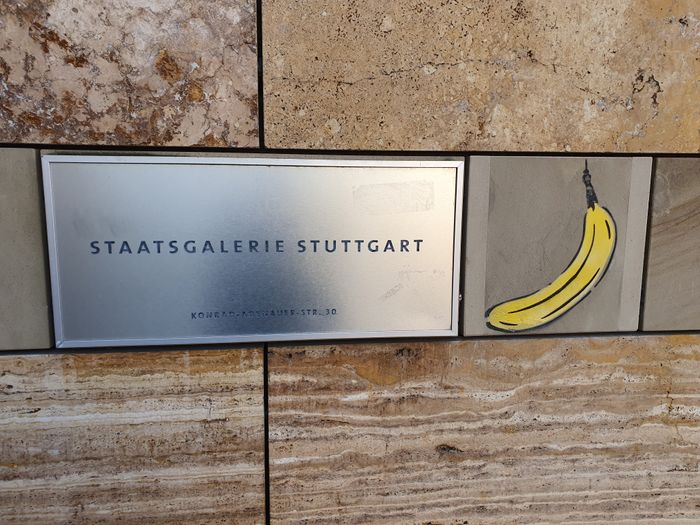 STAATSGALERIE STUTTGART
KONRAD-ADENAUER-STR. 30